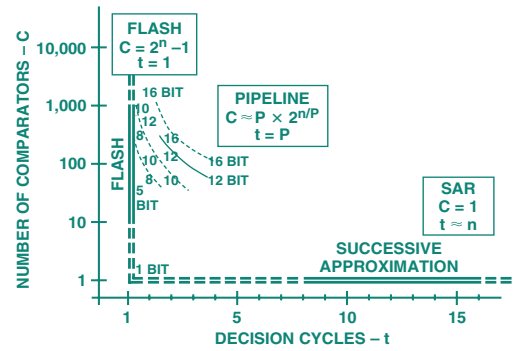 FLASH
C = 2ⁿ –1
t = 1
10,000
1,000
100
10
1
NUMBER OF COMPARATORS – C
FLASH
16 BIT
10
12
8
16
10
12
16 BIT
8
10
12 BIT
5
BIT
1 BIT
PIPELINE
C ≈ P × 2ⁿ/ᴾ
t = P
SAR
C = 1
t ≈ n
SUCCESSIVE
APPROXIMATION
1
5
10
15
DECISION CYCLES – t